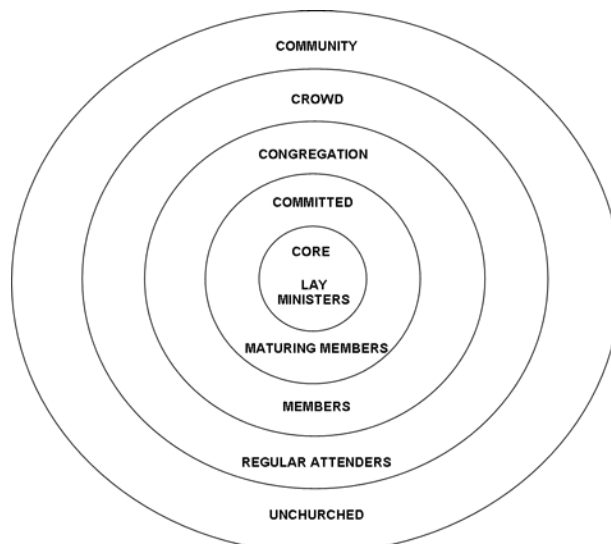 COMMUNITY
CROWD
CONGREGATION
COMMITTED
CORE
LAY
MINISTERS
MATURING MEMBERS
MEMBERS
REGULAR ATTENDERS
UNCHURCHED